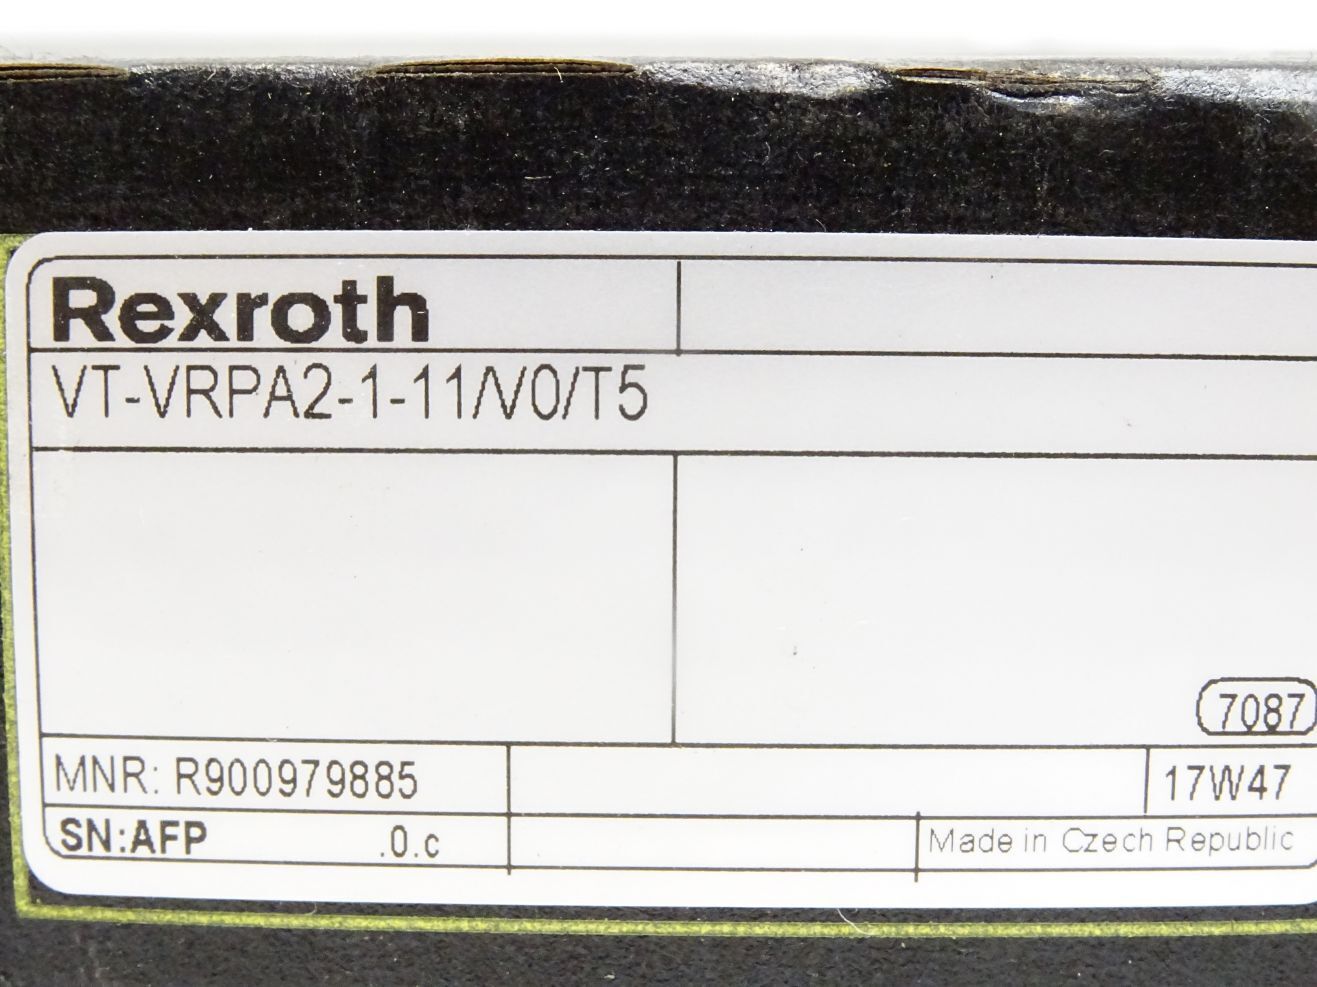 Rexroth
VT-VRPA2-1-11/V0/T5
7087
MNR: R900979885
17W47
SN:AFP .0.c
Made in Czech Republic